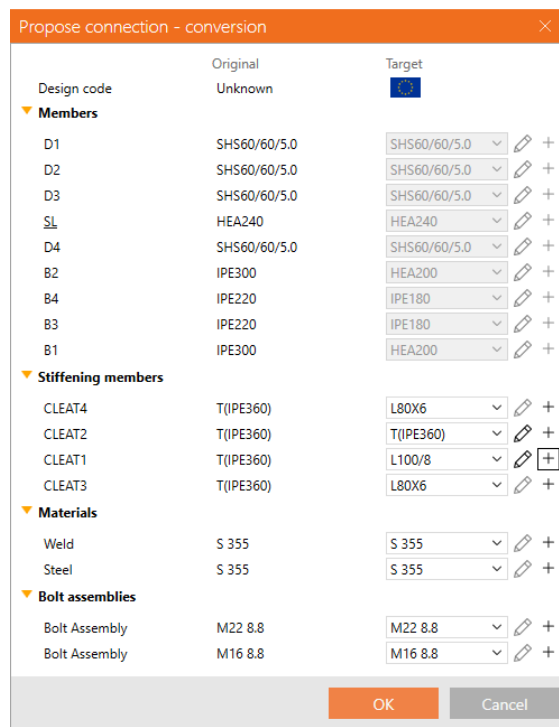 Propose connection - conversion
Original Target
Design code Unknown
Members
D1 SHS60/60/5.0 SHS60/60/5.0
D2 SHS60/60/5.0 SHS60/60/5.0
D3 SHS60/60/5.0 SHS60/60/5.0
SL HEA240 HEA240
D4 SHS60/60/5.0 SHS60/60/5.0
B2 IPE300 HEA200
B4 IPE220 IPE180
B3 IPE220 IPE180
B1 IPE300 HEA200
Stiffening members
CLEAT4 T(IPE360) L80X6
CLEAT2 T(IPE360) T(IPE360)
CLEAT1 T(IPE360) L100/8
CLEAT3 T(IPE360) L80X6
Materials
Weld S 355 S 355
Steel S 355 S 355
Bolt assemblies
Bolt Assembly M22 8.8 M22 8.8
Bolt Assembly M16 8.8 M16 8.8
OK Cancel